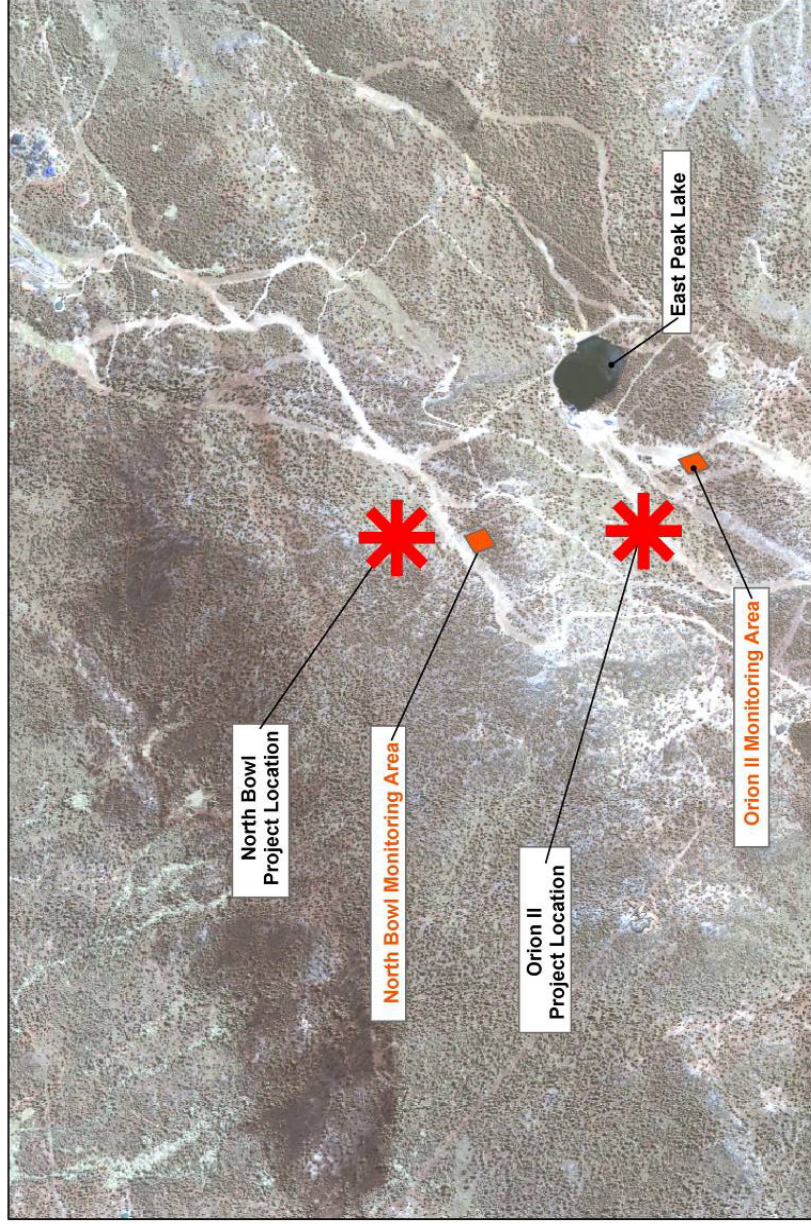 North Bowl
Project Location
North Bowl Monitoring Area
Orion II
Project Location
Orion II Monitoring Area
East Peak Lake